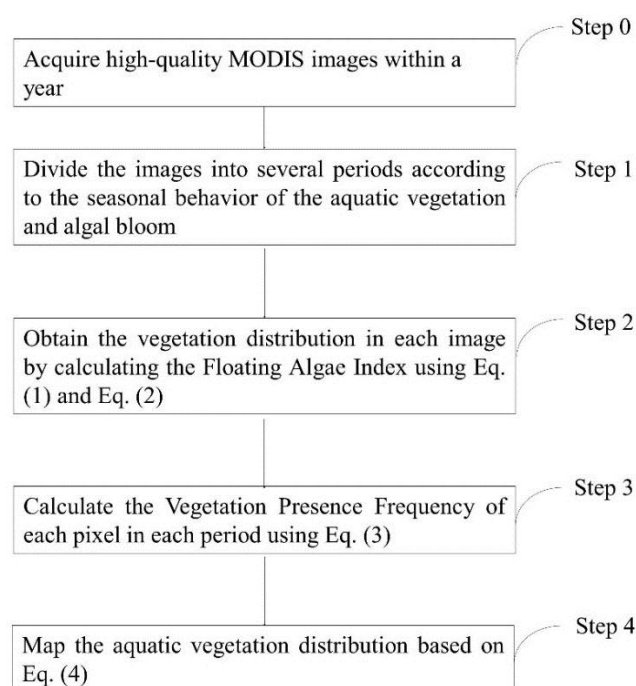 Step 0
Acquire high-quality MODIS images within a
year
Step 1
Divide the images into several periods according
to the seasonal behavior of the aquatic vegetation
and algal bloom
Step 2
Obtain the vegetation distribution in each image
by calculating the Floating Algae Index using Eq.
(1) and Eq. (2)
Step 3
Calculate the Vegetation Presence Frequency of
each pixel in each period using Eq. (3)
Step 4
Map the aquatic vegetation distribution based on
Eq. (4)